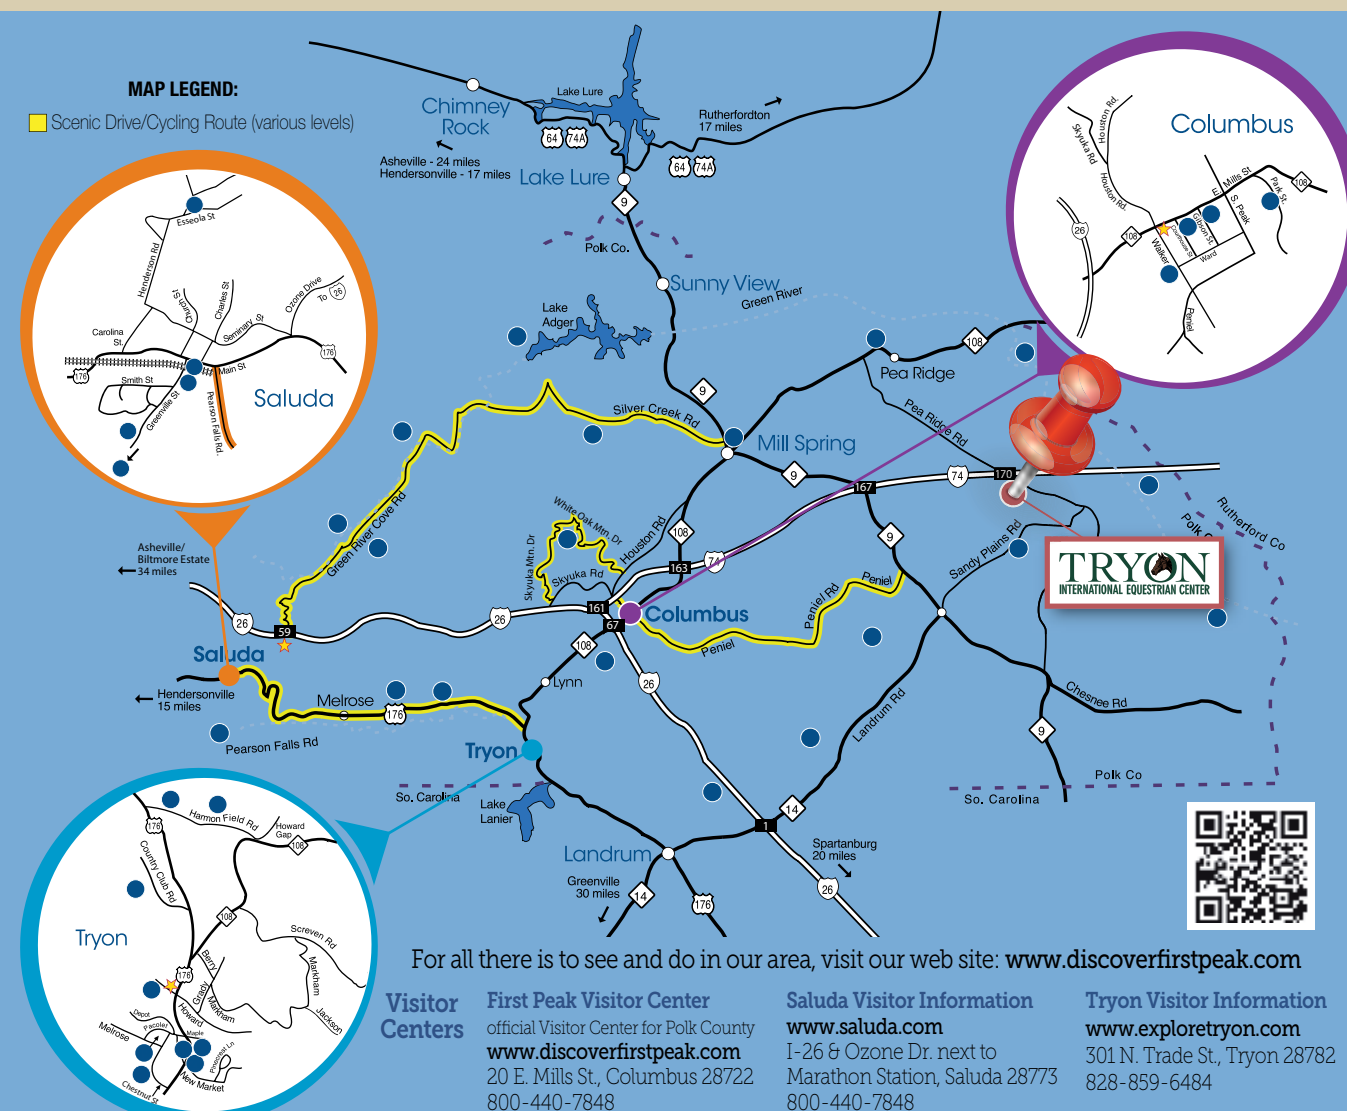 MAP LEGEND:
Scenic Drive/Cycling Route (various levels)
Chimney
Rock
Lake Lure
64
74A
Rutherfordton
17 miles
Asheville - 24 miles
Hendersonville - 17 miles
Lake Lure
64
74A
9
Polk Co.
Sunny View
Green River
Lake
Adger
9
108
Pea Ridge
Pea Ridge Rd
Silver Creek Rd
Mill Spring
9
167
74
170
Rutherford Co
Polk C
Green River Cove Rd
White Oak Mtn. Dr
Skyuka Mtn. Dr
Skyuka Rd
Houston Rd
108
163
74
9
Sandy Plains Rd
TRYON
INTERNATIONAL EQUESTRIAN CENTER
Asheville/
Biltmore Estate
34 miles
26
59
26
161
67
Columbus
Peniel
Peniel Rd
Peniel
108
Saluda
Hendersonville
15 miles
Melrose
176
Lynn
26
Landrum Rd
Chesnee Rd
9
Pearson Falls Rd
Tryon
So. Carolina
Lake
Lanier
Polk Co
So. Carolina
14
1
Landrum
Spartanburg
20 miles
Greenville
30 miles
14
176
26
Columbus
Skyuka Rd
Houston Rd.
Houston Rd.
E. Mills St
108
Park St.
S. Peak
Gibson St.
Courthouse St
Ward
Walker
108
26
Peniel
Esseola St
Henderson Rd
Church St
Charles St
Ozone Drive
To 26
Seminary St
Carolina
St.
176
Main St
176
Smith St
Greenville St
Pearson Falls Rd.
Saluda
176
Harmon Field Rd
Howard
Gap
108
Country Club Rd
108
Tryon
Screven Rd
Berry
Markham
176
Grady
Markham
Howard
Jackson
Depot
Pacolet
Maple
Melrose
Pinecrest Ln
New Market
Chestnut St
For all there is to see and do in our area, visit our web site: www.discoverfirstpeak.com
Visitor
Centers
First Peak Visitor Center
official Visitor Center for Polk County
www.discoverfirstpeak.com
20 E. Mills St., Columbus 28722
800-440-7848
Saluda Visitor Information
www.saluda.com
I-26 & Ozone Dr. next to
Marathon Station, Saluda 28773
800-440-7848
Tryon Visitor Information
www.exploretryon.com
301 N. Trade St., Tryon 28782
828-859-6484